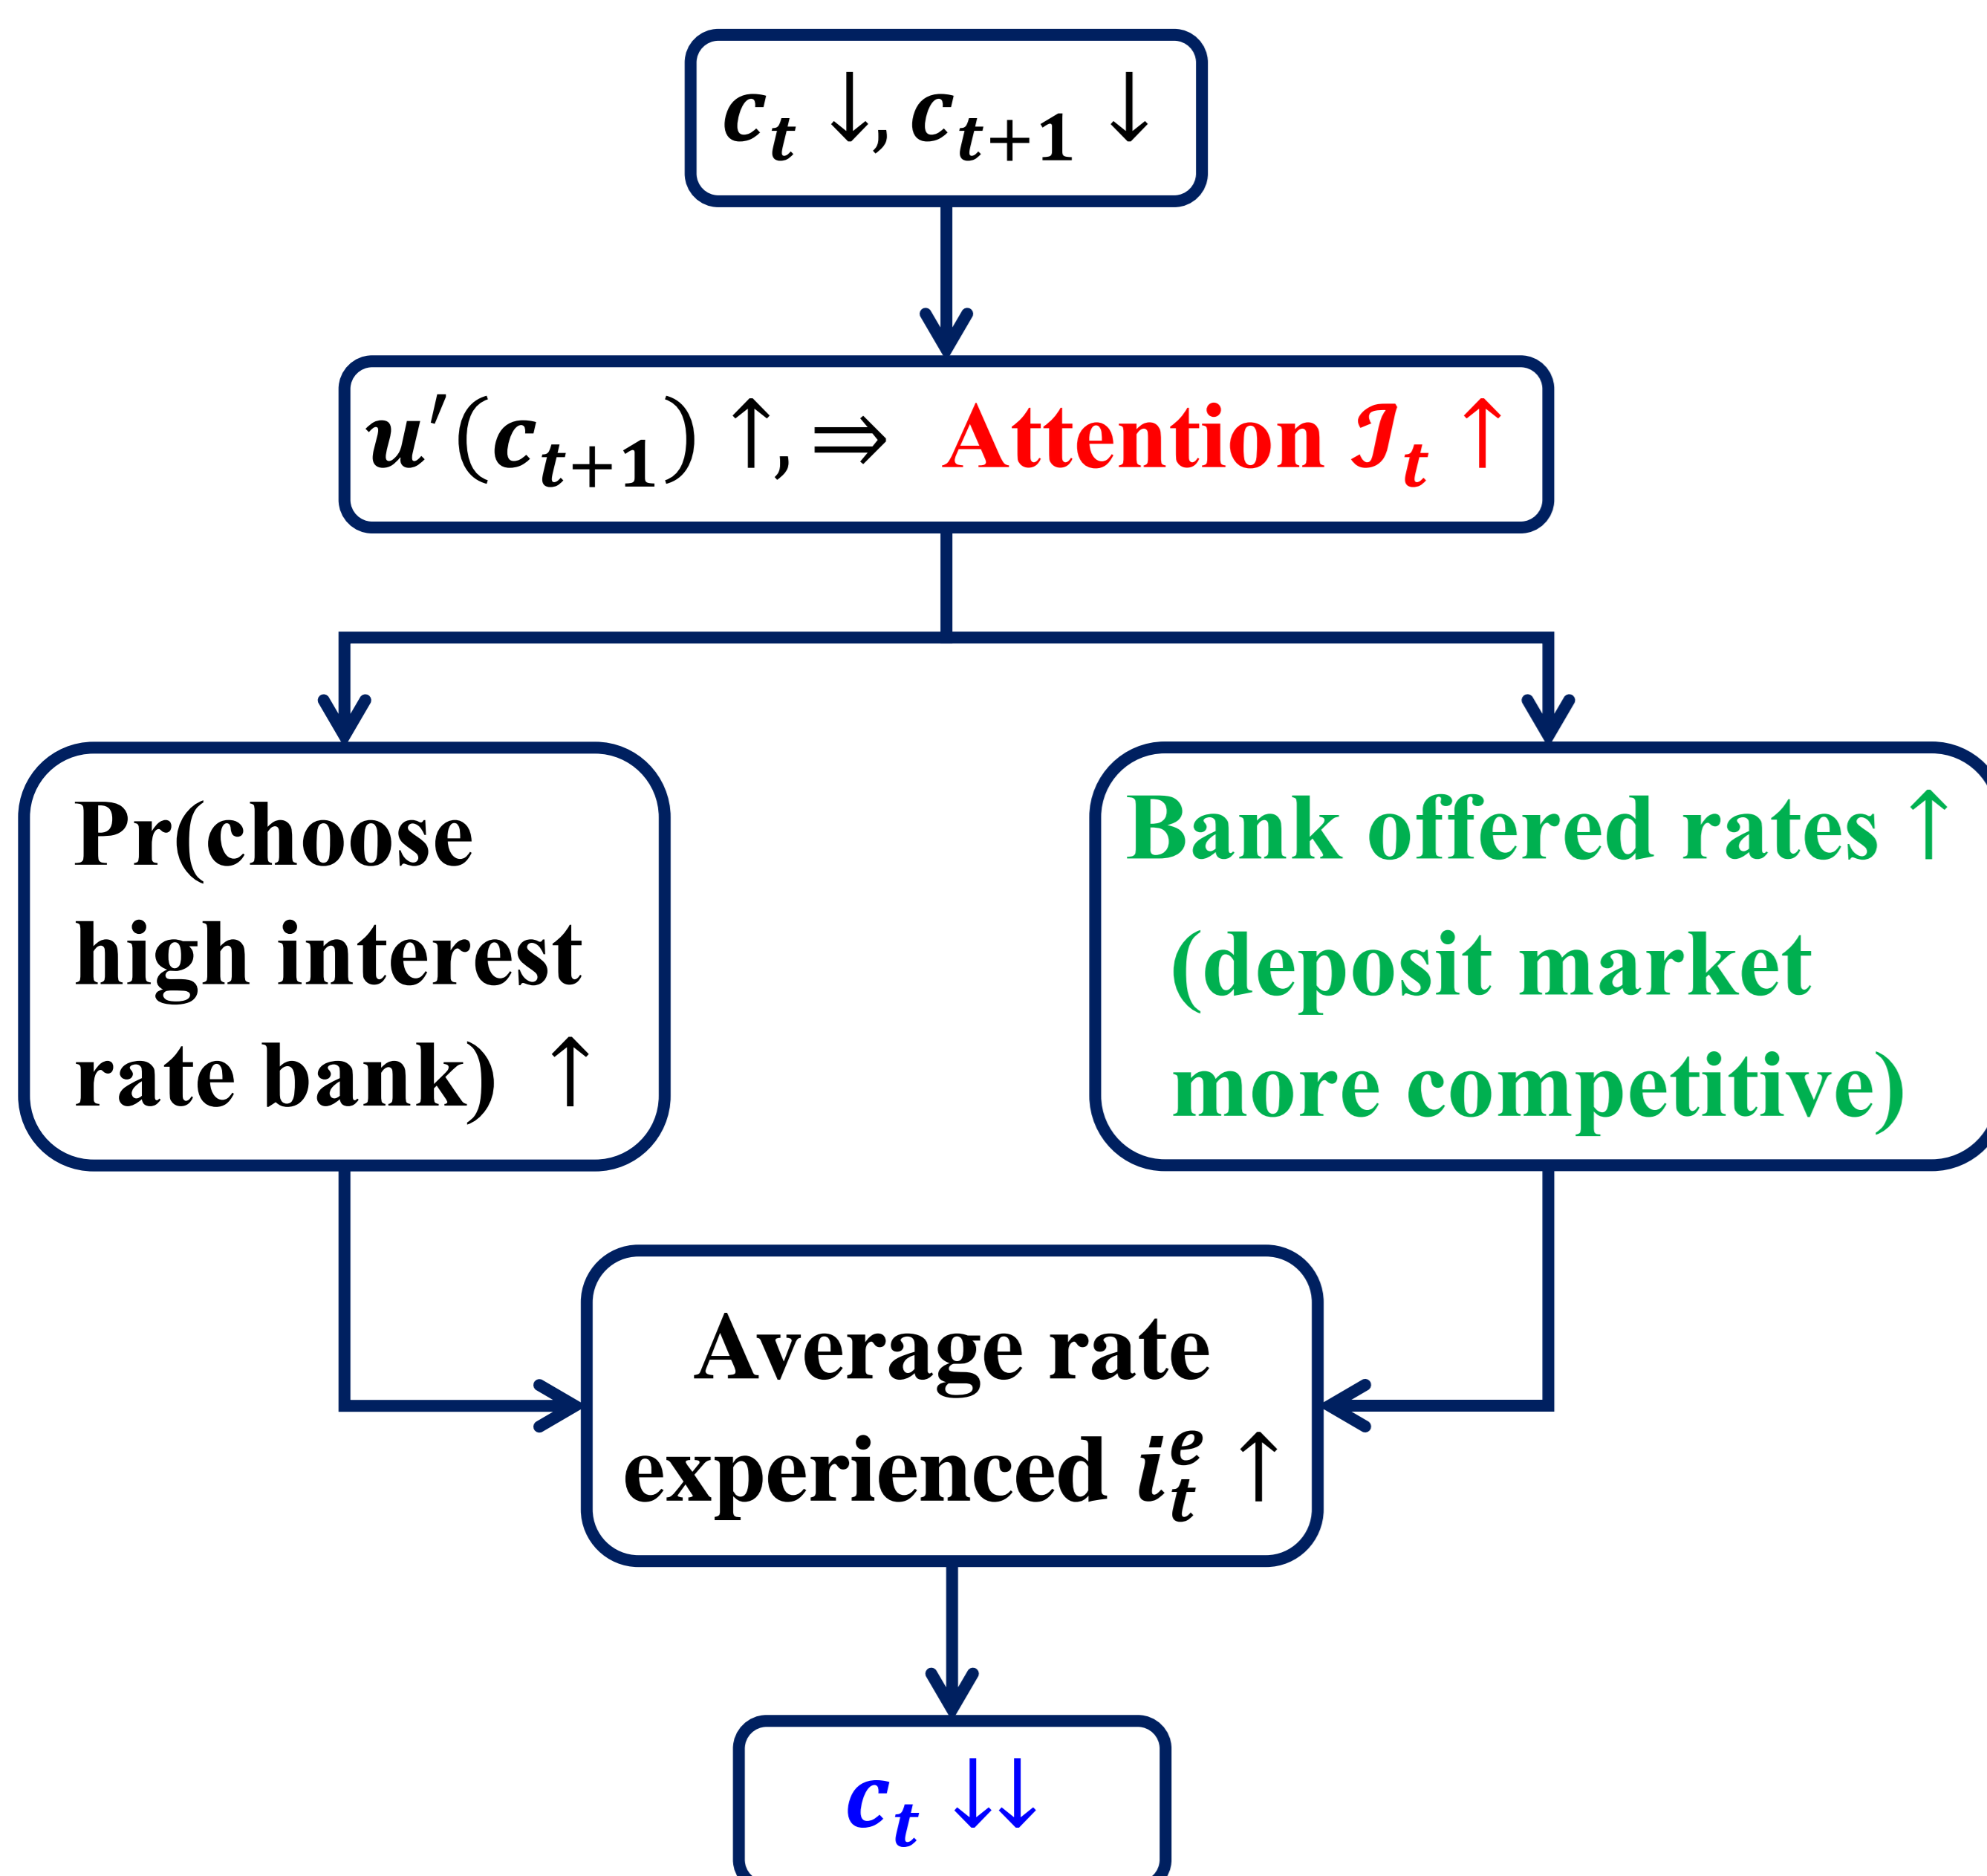 c_t ↓, c_{t+1} ↓
u′(c_{t+1}) ↑, ⇒ Attention ℐ_t ↑
Pr(choose
high interest
rate bank) ↑
Bank offered rates ↑
(deposit market
more competitive)
Average rate
experienced i_t^e ↑
c_t ↓↓